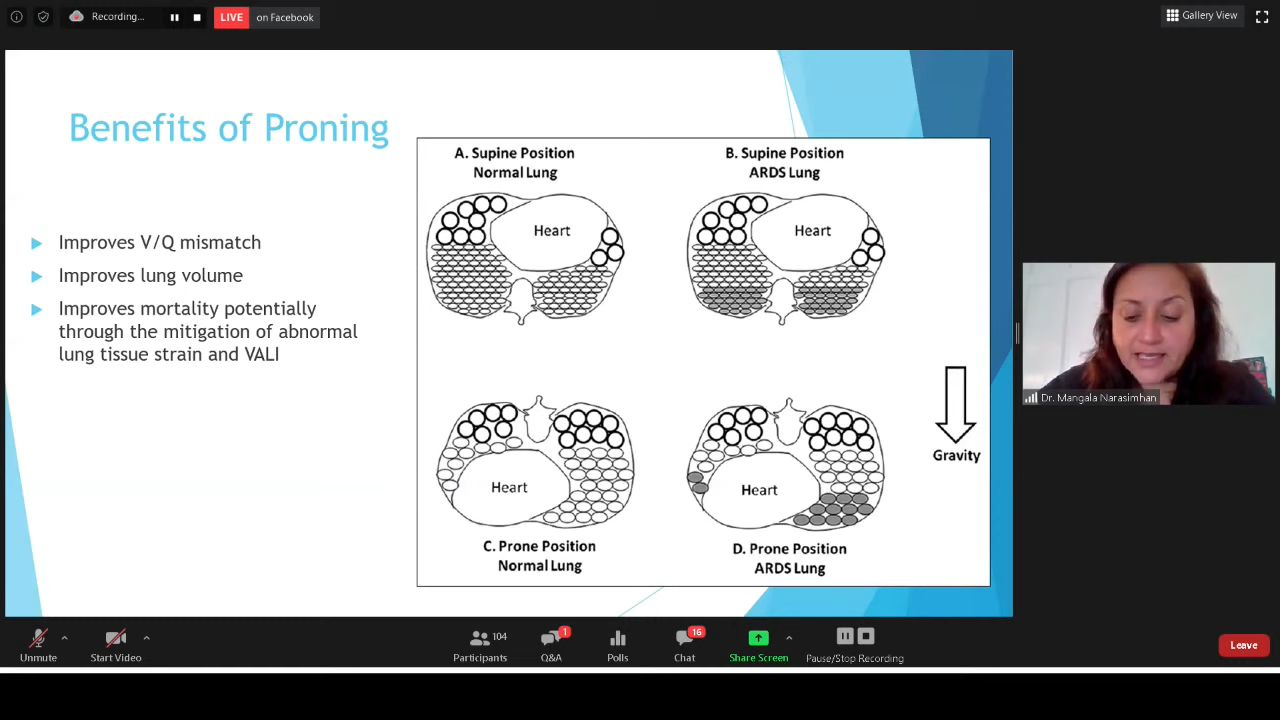 Recording...
LIVE on Facebook
Gallery View
Benefits of Proning
Improves V/Q mismatch
Improves lung volume
Improves mortality potentially
through the mitigation of abnormal
lung tissue strain and VALI
A. Supine Position
Normal Lung
Heart
B. Supine Position
ARDS Lung
Heart
Heart
C. Prone Position
Normal Lung
Heart
D. Prone Position
ARDS Lung
Gravity
Dr. Mangala Narasimhan
Unmute
Start Video
104
Participants
1
Q&A
Polls
16
Chat
Share Screen
Pause/Stop Recording
Leave